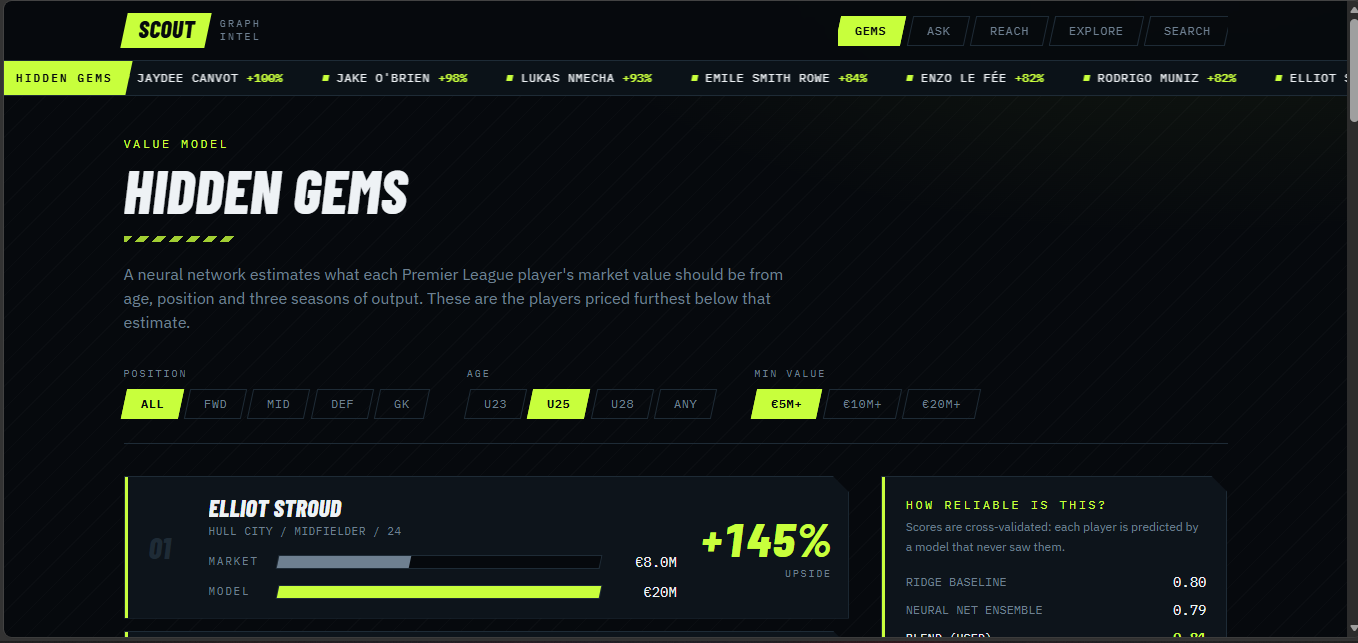 SCOUT GRAPH INTEL
GEMS ASK REACH EXPLORE SEARCH
HIDDEN GEMS JAYDEE CANVOT +100% JAKE O'BRIEN +98% LUKAS NMECHA +93% EMILE SMITH ROWE +84% ENZO LE FÉE +82% RODRIGO MUNIZ +82% ELLIOT
VALUE MODEL
HIDDEN GEMS
A neural network estimates what each Premier League player's market value should be from
age, position and three seasons of output. These are the players priced furthest below that
estimate.
POSITION AGE MIN VALUE
ALL FWD MID DEF GK U23 U25 U28 ANY €5M+ €10M+ €20M+
01
ELLIOT STROUD
HULL CITY / MIDFIELDER / 24
MARKET €8.0M
MODEL €20M
+145%
UPSIDE
HOW RELIABLE IS THIS?
Scores are cross-validated: each player is predicted by
a model that never saw them.
RIDGE BASELINE 0.80
NEURAL NET ENSEMBLE 0.79
BLEND (USED) 0.81